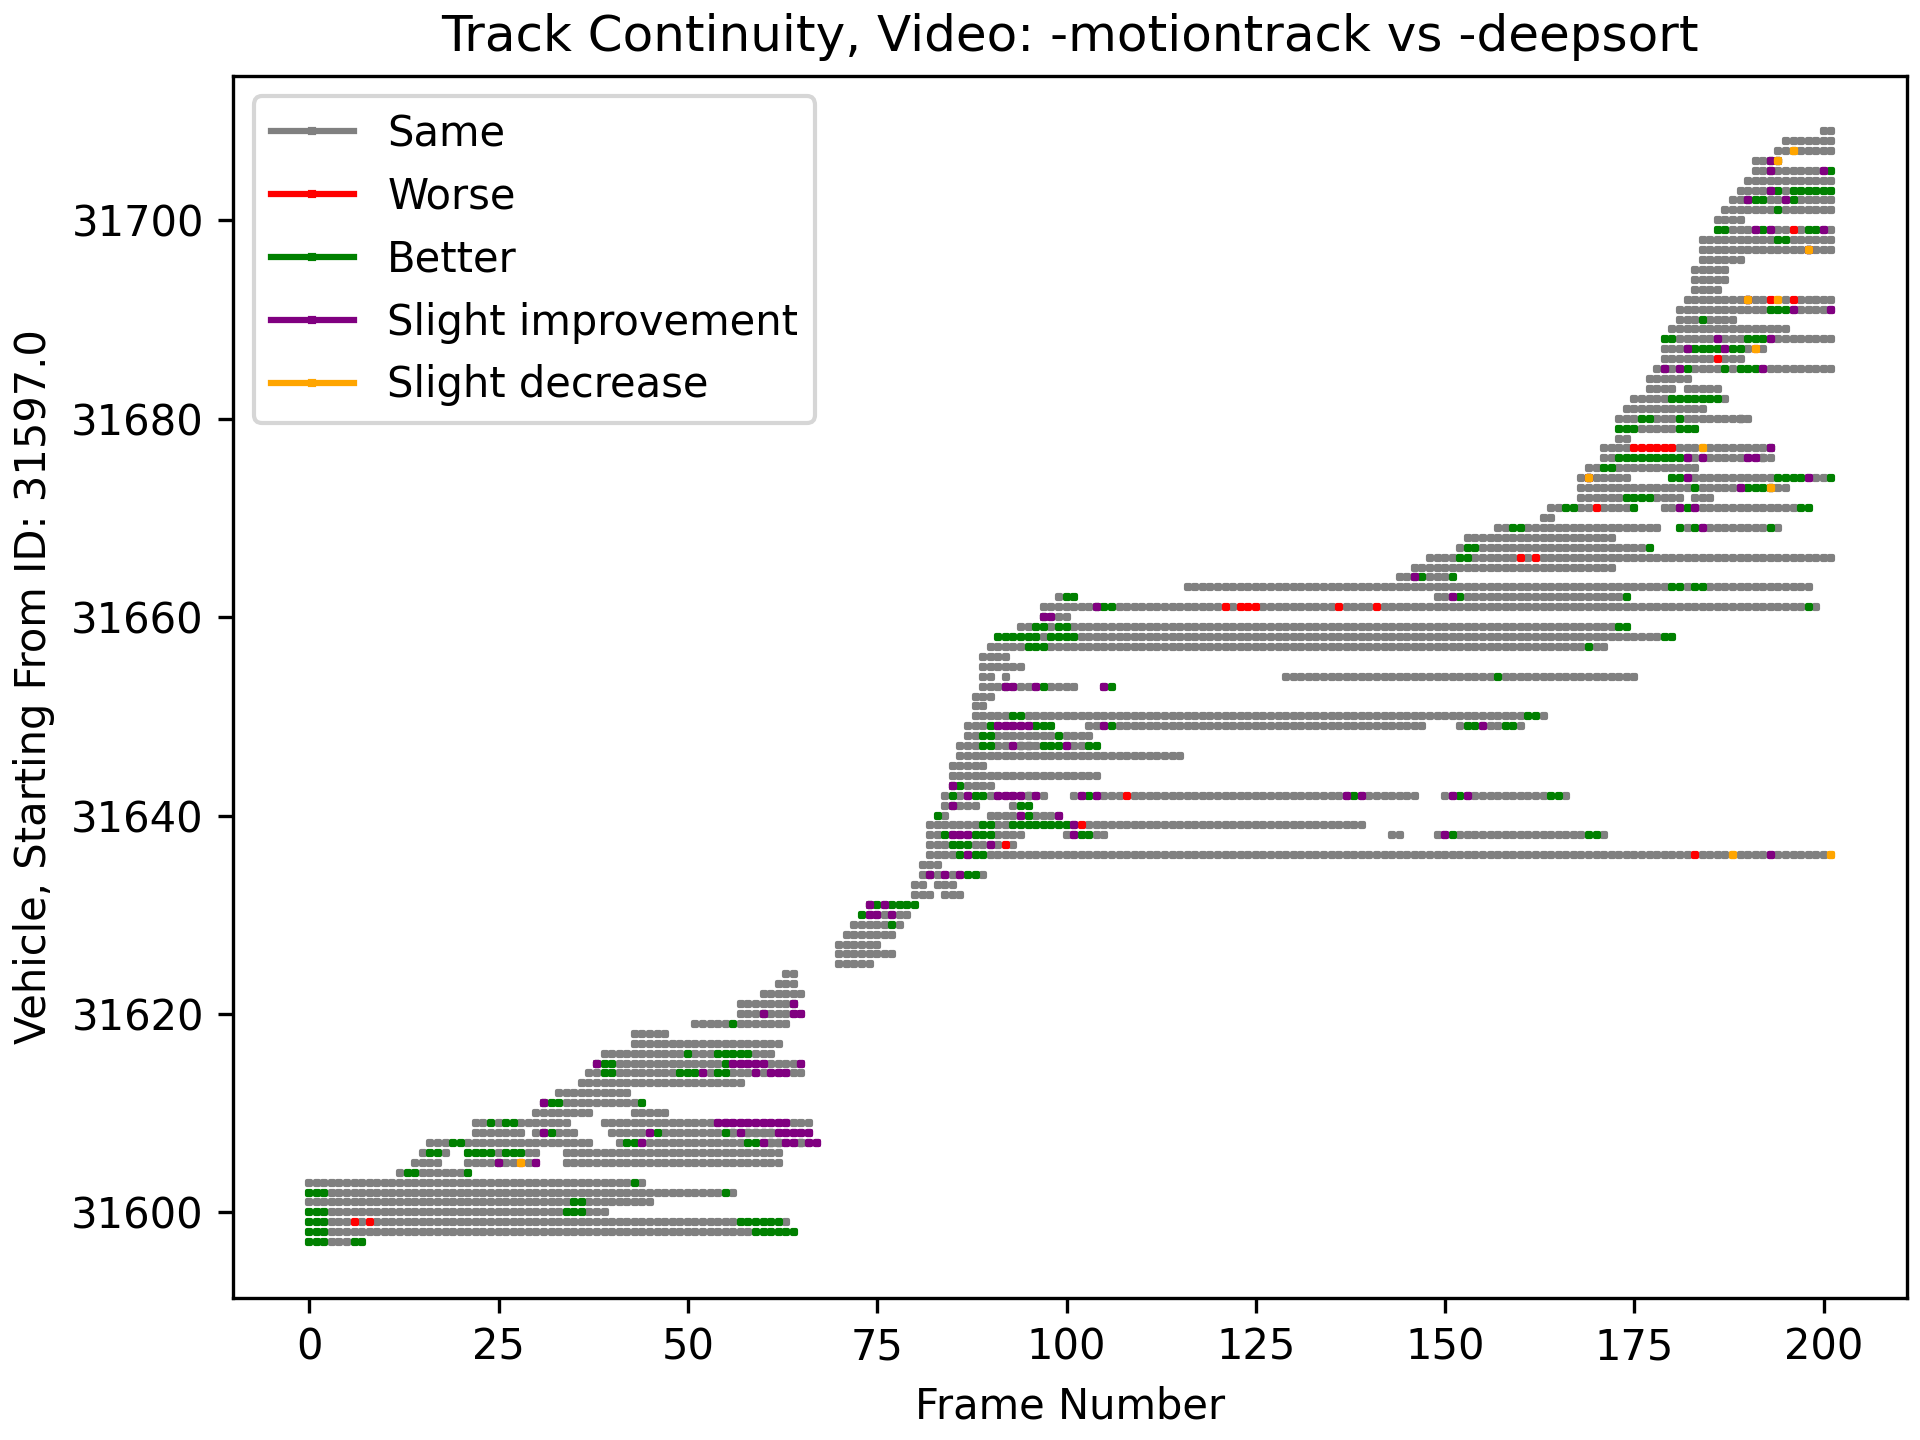 Track Continuity, Video: -motiontrack vs -deepsort
Same
Worse
Better
Slight improvement
Slight decrease
Vehicle, Starting From ID: 31597.0
31700
31680
31660
31640
31620
31600
0 25 50 75 100 125 150 175 200
Frame Number